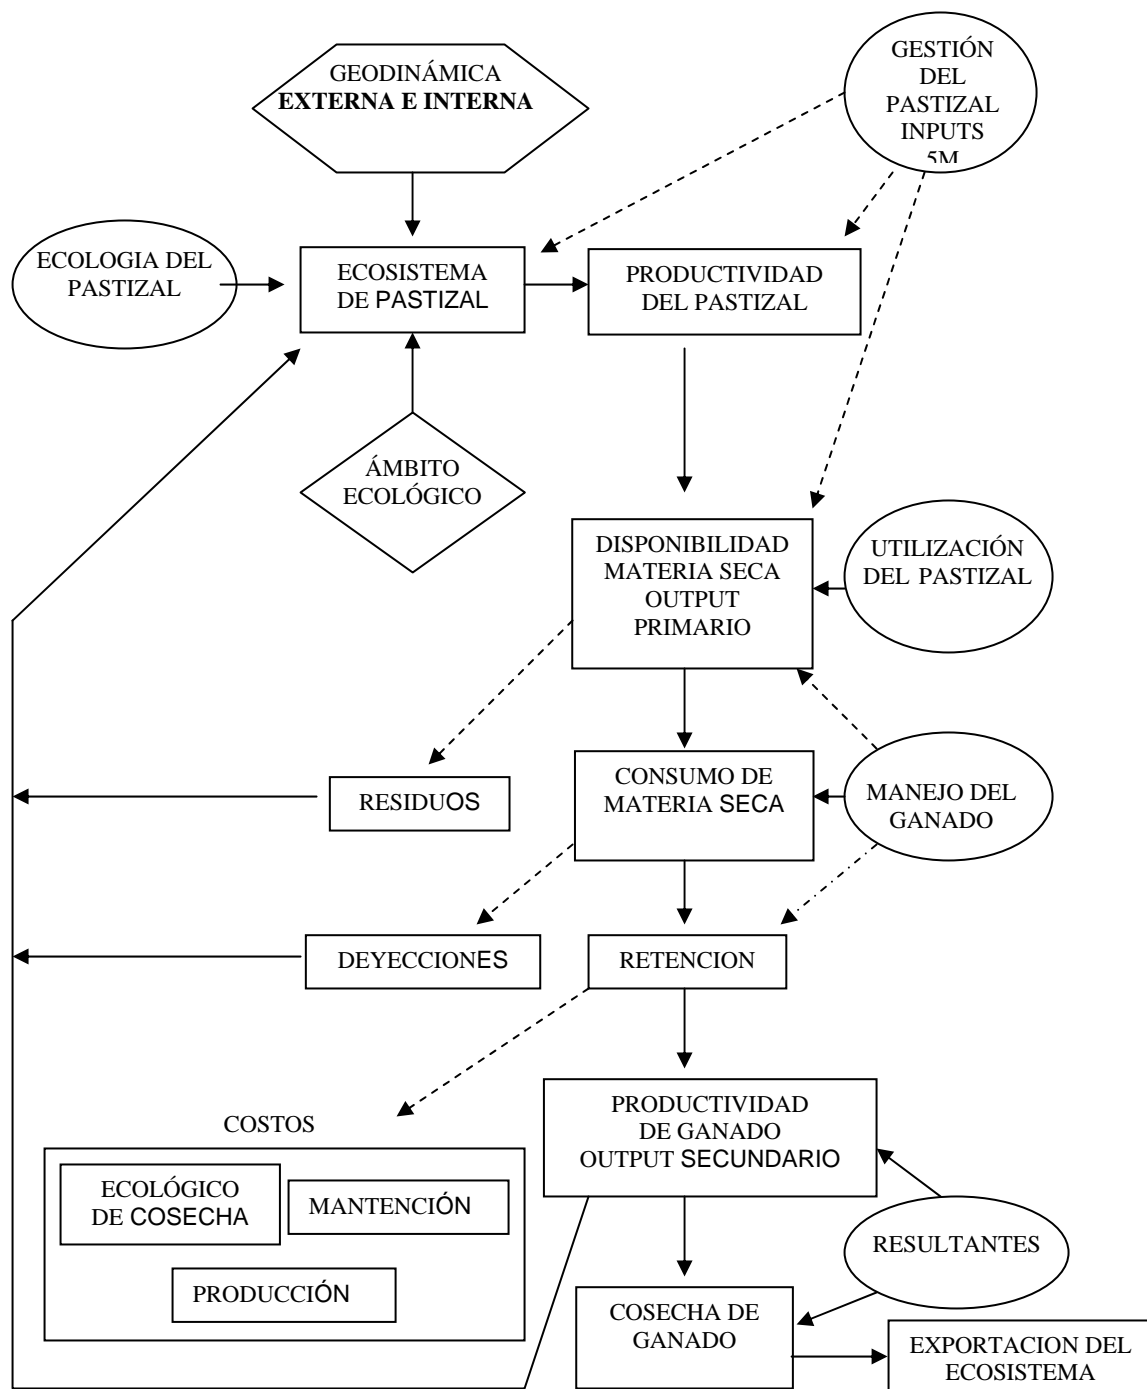 GEODINÁMICA
EXTERNA E INTERNA
GESTIÓN
DEL
PASTIZAL
INPUTS
5M
ECOLOGIA DEL
PASTIZAL
ECOSISTEMA
DE PASTIZAL
PRODUCTIVIDAD
DEL PASTIZAL
ÁMBITO
ECOLÓGICO
DISPONIBILIDAD
MATERIA SECA
OUTPUT
PRIMARIO
UTILIZACIÓN
DEL PASTIZAL
RESIDUOS
CONSUMO DE
MATERIA SECA
MANEJO DEL
GANADO
DEYECCIONES
RETENCION
COSTOS
ECOLÓGICO
DE COSECHA
MANTENCIÓN
PRODUCCIÓN
PRODUCTIVIDAD
DE GANADO
OUTPUT SECUNDARIO
RESULTANTES
COSECHA DE
GANADO
EXPORTACION DEL
ECOSISTEMA